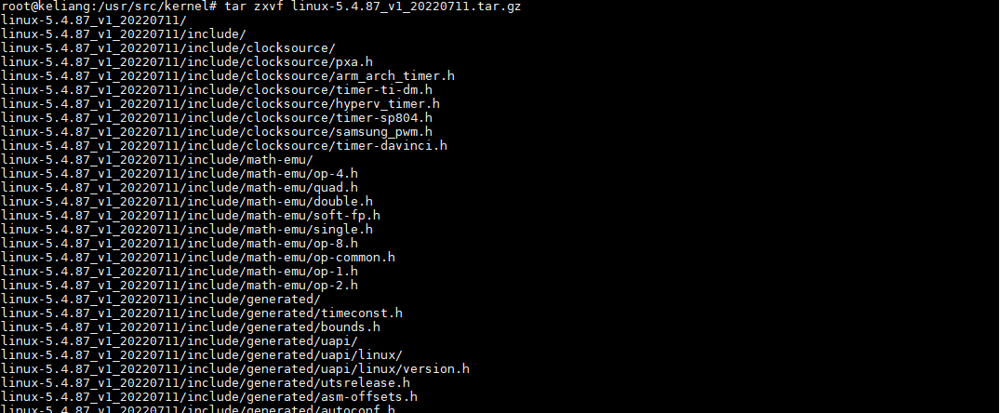 root@keliang:/usr/src/kernel# tar zxvf linux-5.4.87_v1_20220711.tar.gz
linux-5.4.87_v1_20220711/
linux-5.4.87_v1_20220711/include/
linux-5.4.87_v1_20220711/include/clocksource/
linux-5.4.87_v1_20220711/include/clocksource/pxa.h
linux-5.4.87_v1_20220711/include/clocksource/arm_arch_timer.h
linux-5.4.87_v1_20220711/include/clocksource/timer-ti-dm.h
linux-5.4.87_v1_20220711/include/clocksource/hyperv_timer.h
linux-5.4.87_v1_20220711/include/clocksource/timer-sp804.h
linux-5.4.87_v1_20220711/include/clocksource/samsung_pwm.h
linux-5.4.87_v1_20220711/include/clocksource/timer-davinci.h
linux-5.4.87_v1_20220711/include/math-emu/
linux-5.4.87_v1_20220711/include/math-emu/op-4.h
linux-5.4.87_v1_20220711/include/math-emu/quad.h
linux-5.4.87_v1_20220711/include/math-emu/double.h
linux-5.4.87_v1_20220711/include/math-emu/soft-fp.h
linux-5.4.87_v1_20220711/include/math-emu/single.h
linux-5.4.87_v1_20220711/include/math-emu/op-8.h
linux-5.4.87_v1_20220711/include/math-emu/op-common.h
linux-5.4.87_v1_20220711/include/math-emu/op-1.h
linux-5.4.87_v1_20220711/include/math-emu/op-2.h
linux-5.4.87_v1_20220711/include/generated/
linux-5.4.87_v1_20220711/include/generated/timeconst.h
linux-5.4.87_v1_20220711/include/generated/bounds.h
linux-5.4.87_v1_20220711/include/generated/uapi/
linux-5.4.87_v1_20220711/include/generated/uapi/linux/
linux-5.4.87_v1_20220711/include/generated/uapi/linux/version.h
linux-5.4.87_v1_20220711/include/generated/utsrelease.h
linux-5.4.87_v1_20220711/include/generated/asm-offsets.h
linux-5.4.87_v1_20220711/include/generated/autoconf.h